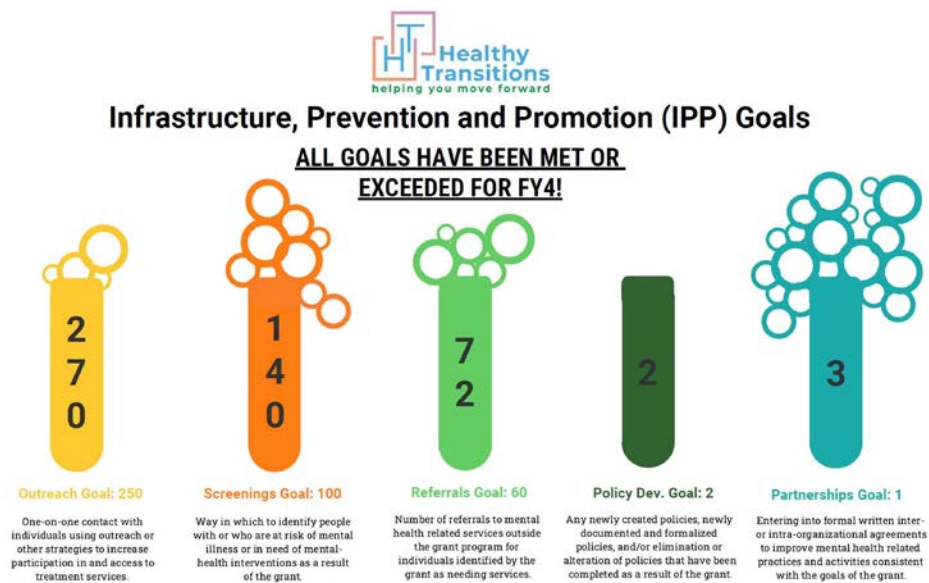 HT Healthy
Transitions
helping you move forward
Infrastructure, Prevention and Promotion (IPP) Goals
ALL GOALS HAVE BEEN MET OR
EXCEEDED FOR FY4!
270
140
72
2
3
Outreach Goal: 250
One-on-one contact with
individuals using outreach or
other strategies to increase
participation in and access to
treatment services.
Screenings Goal: 100
Way in which to identify people
with or who are at risk of mental
illness or in need of mental-
health interventions as a result
of the grant.
Referrals Goal: 60
Number of referrals to mental
health related services outside
the grant program for
individuals identified by the
grant as needing services.
Policy Dev. Goal: 2
Any newly created policies, newly
documented and formalized
policies, and/or elimination or
alteration of policies that have been
completed as a result of the grant.
Partnerships Goal: 1
Entering into formal written inter-
or intra-organizational agreements
to improve mental health related
practices and activities consistent
with the goals of the grant.